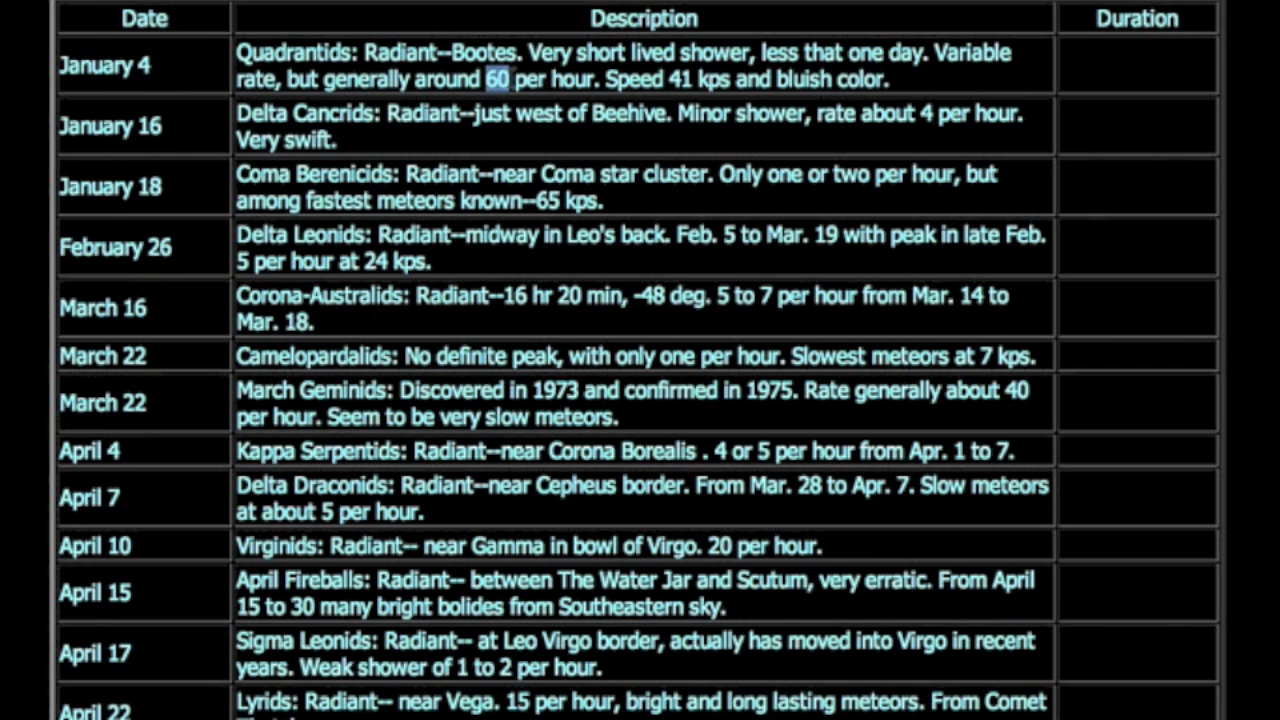 Date Description Duration
January 4
Quadrantids: Radiant--Bootes. Very short lived shower, less that one day. Variable
rate, but generally around 60 per hour. Speed 41 kps and bluish color.
January 16
Delta Cancrids: Radiant--just west of Beehive. Minor shower, rate about 4 per hour.
Very swift.
January 18
Coma Berenicids: Radiant--near Coma star cluster. Only one or two per hour, but
among fastest meteors known--65 kps.
February 26
Delta Leonids: Radiant--midway in Leo's back. Feb. 5 to Mar. 19 with peak in late Feb.
5 per hour at 24 kps.
March 16
Corona-Australids: Radiant--16 hr 20 min, -48 deg. 5 to 7 per hour from Mar. 14 to
Mar. 18.
March 22 Camelopardalids: No definite peak, with only one per hour. Slowest meteors at 7 kps.
March 22
March Geminids: Discovered in 1973 and confirmed in 1975. Rate generally about 40
per hour. Seem to be very slow meteors.
April 4 Kappa Serpentids: Radiant--near Corona Borealis . 4 or 5 per hour from Apr. 1 to 7.
April 7
Delta Draconids: Radiant--near Cepheus border. From Mar. 28 to Apr. 7. Slow meteors
at about 5 per hour.
April 10 Virginids: Radiant-- near Gamma in bowl of Virgo. 20 per hour.
April 15
April Fireballs: Radiant-- between The Water Jar and Scutum, very erratic. From April
15 to 30 many bright bolides from Southeastern sky.
April 17
Sigma Leonids: Radiant-- at Leo Virgo border, actually has moved into Virgo in recent
years. Weak shower of 1 to 2 per hour.
April 22
Lyrids: Radiant-- near Vega. 15 per hour, bright and long lasting meteors. From Comet